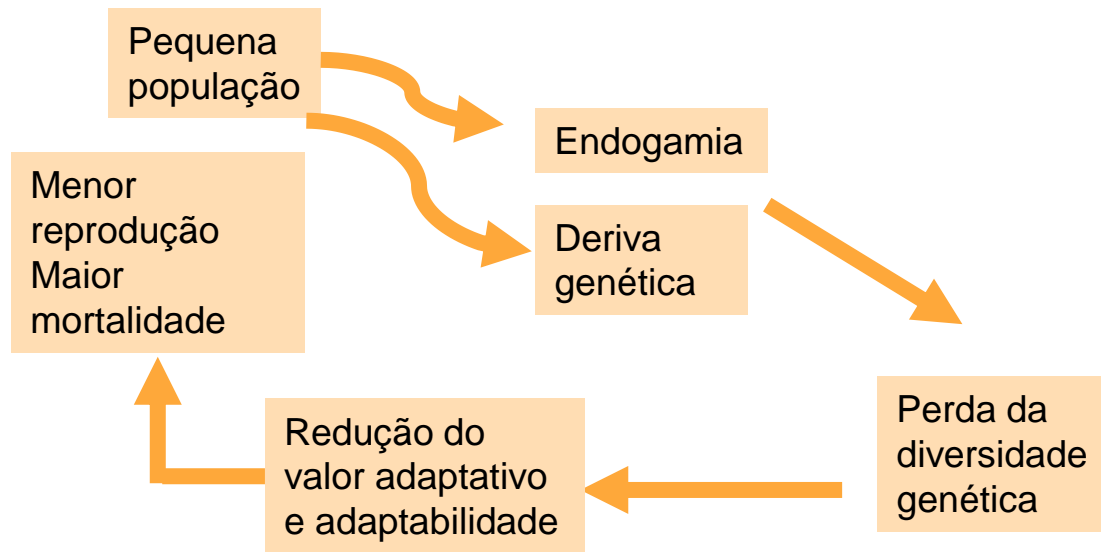 Pequena
população
Endogamia
Menor
reprodução
Maior
mortalidade
Deriva
genética
Perda da
diversidade
genética
Redução do
valor adaptativo
e adaptabilidade